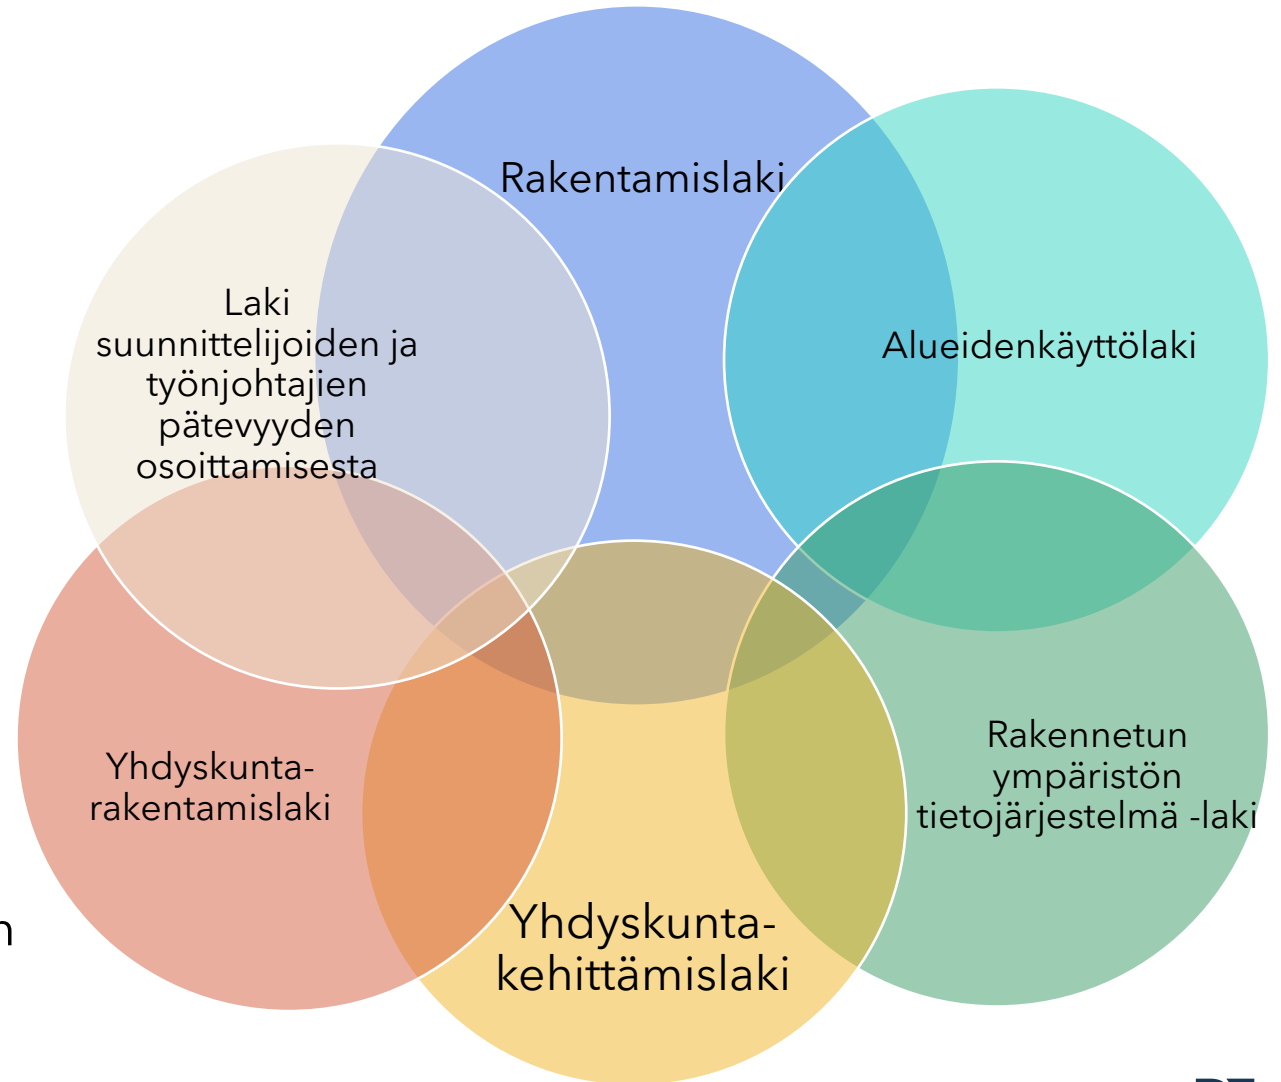 Rakentamislaki
Laki
suunnittelijoiden ja
työnjohtajien
pätevyyden
osoittamisesta
Alueidenkäyttölaki
Yhdyskunta-
rakentamislaki
Rakennetun
ympäristön
tietojärjestelmä -laki
Yhdyskunta-
kehittämislaki